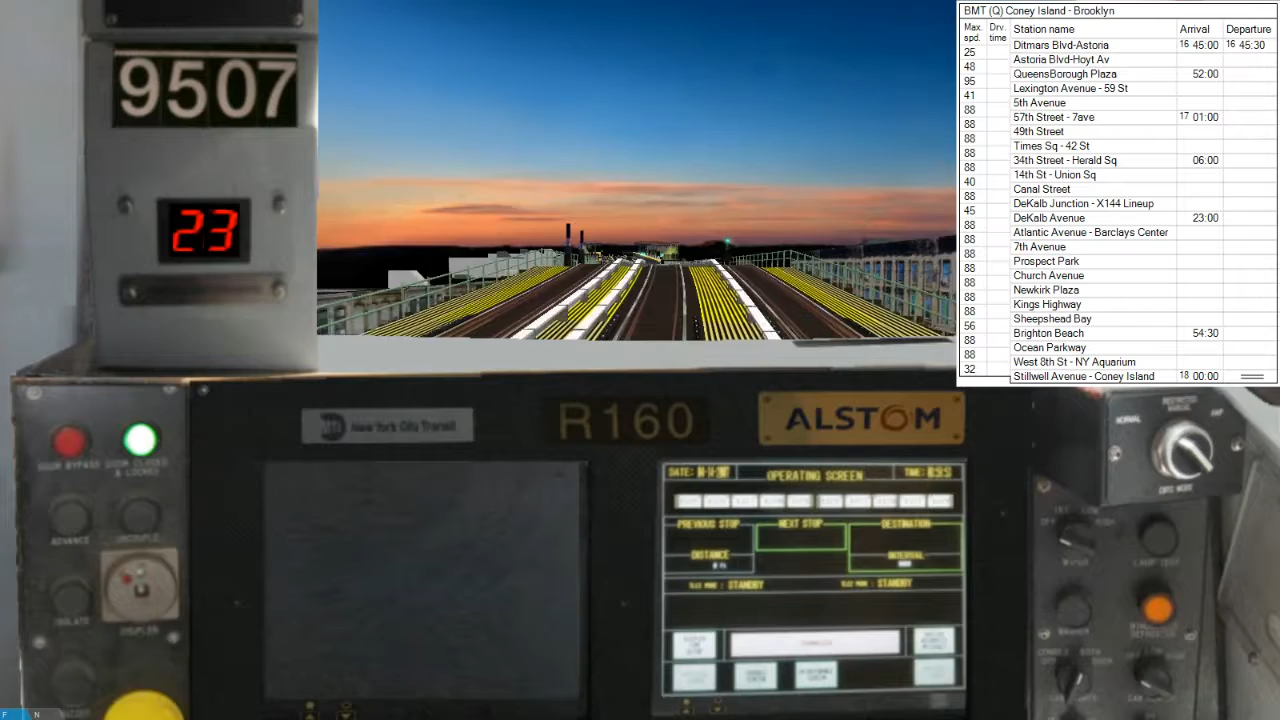 9507
23
BMT (Q) Coney Island - Brooklyn
Max. spd. Drv. time Station name Arrival Departure
Ditmars Blvd-Astoria 16 45:00 16 45:30
25
Astoria Blvd-Hoyt Av
48
QueensBorough Plaza 52:00
95
Lexington Avenue - 59 St
41
5th Avenue
88
57th Street - 7ave 17 01:00
88
49th Street
88
Times Sq - 42 St
88
34th Street - Herald Sq 06:00
88
14th St - Union Sq
40
Canal Street
88
DeKalb Junction - X144 Lineup
45
DeKalb Avenue 23:00
88
Atlantic Avenue - Barclays Center
88
7th Avenue
88
Prospect Park
88
Church Avenue
88
Newkirk Plaza
88
Kings Highway
88
Sheepshead Bay
56
Brighton Beach 54:30
88
Ocean Parkway
88
West 8th St - NY Aquarium
32
Stillwell Avenue - Coney Island 18 00:00
New York City Transit
R160
ALSTOM
NORMAL
DATE: OPERATING SCREEN TIME:
PREVIOUS STOP NEXT STOP DESTINATION
DISTANCE INTERVAL
STANDBY STANDBY
DOOR BYPASS
ADVANCE UNCOUPLE
ISOLATE
F N